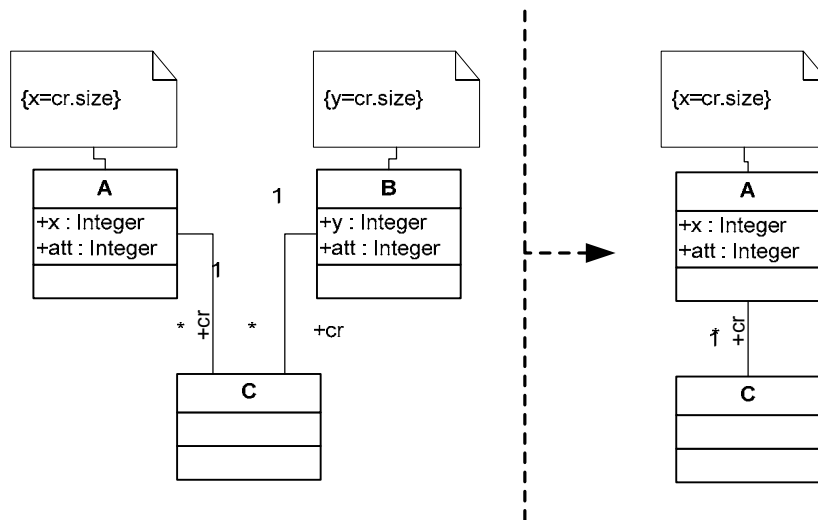 {x=cr.size}
A
+x : Integer
+att : Integer
1
*
+cr
{y=cr.size}
B
+y : Integer
+att : Integer
1
*
+cr
C
{x=cr.size}
A
+x : Integer
+att : Integer
*
1
+cr
C